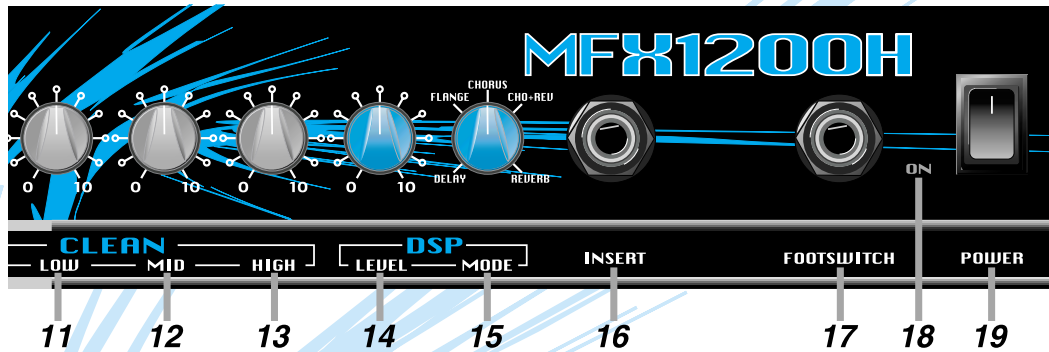 MFX1200H
CHORUS
FLANGE CHO+REV
DELAY REVERB
0 10 0 10 0 10 0 10
ON
CLEAN DSP
LOW MID HIGH LEVEL MODE INSERT FOOTSWITCH POWER
11 12 13 14 15 16 17 18 19